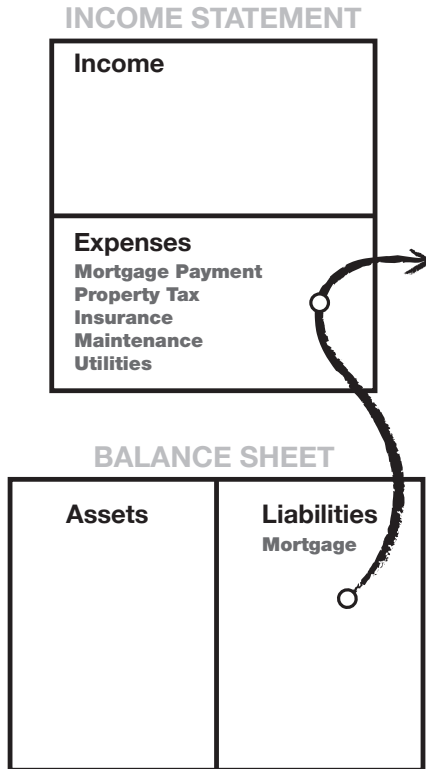 INCOME STATEMENT
Income
Expenses
Mortgage Payment
Property Tax
Insurance
Maintenance
Utilities
BALANCE SHEET
Assets
Liabilities
Mortgage